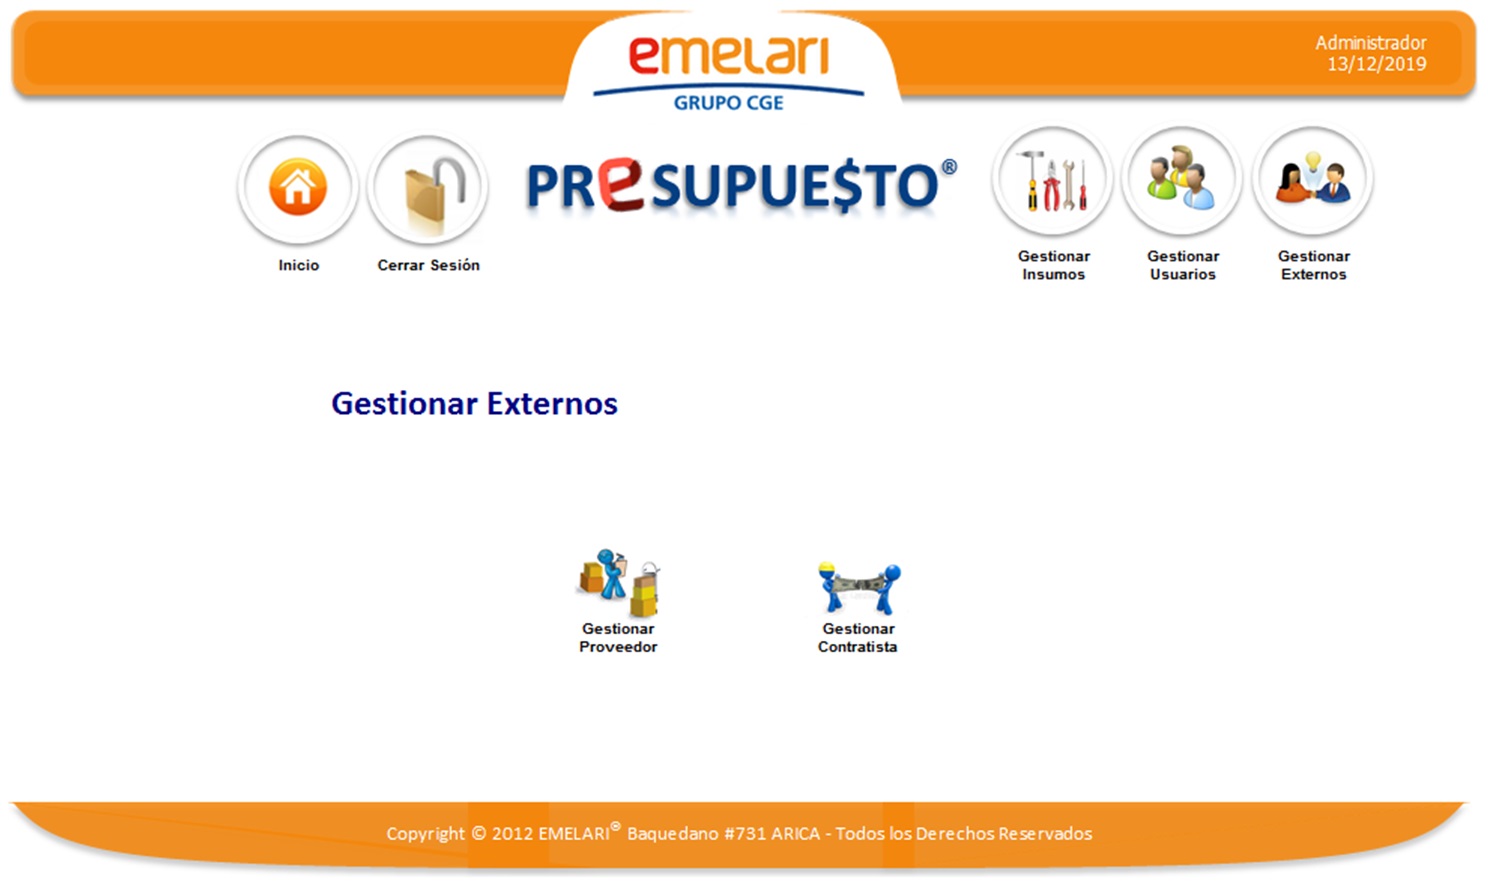 emelari
GRUPO CGE
Administrador
13/12/2019
Inicio
Cerrar Sesión
PReSUPUE$TO®
Gestionar
Insumos
Gestionar
Usuarios
Gestionar
Externos
Gestionar Externos
Gestionar
Proveedor
Gestionar
Contratista
Copyright © 2012 EMELARI® Baquedano #731 ARICA - Todos los Derechos Reservados